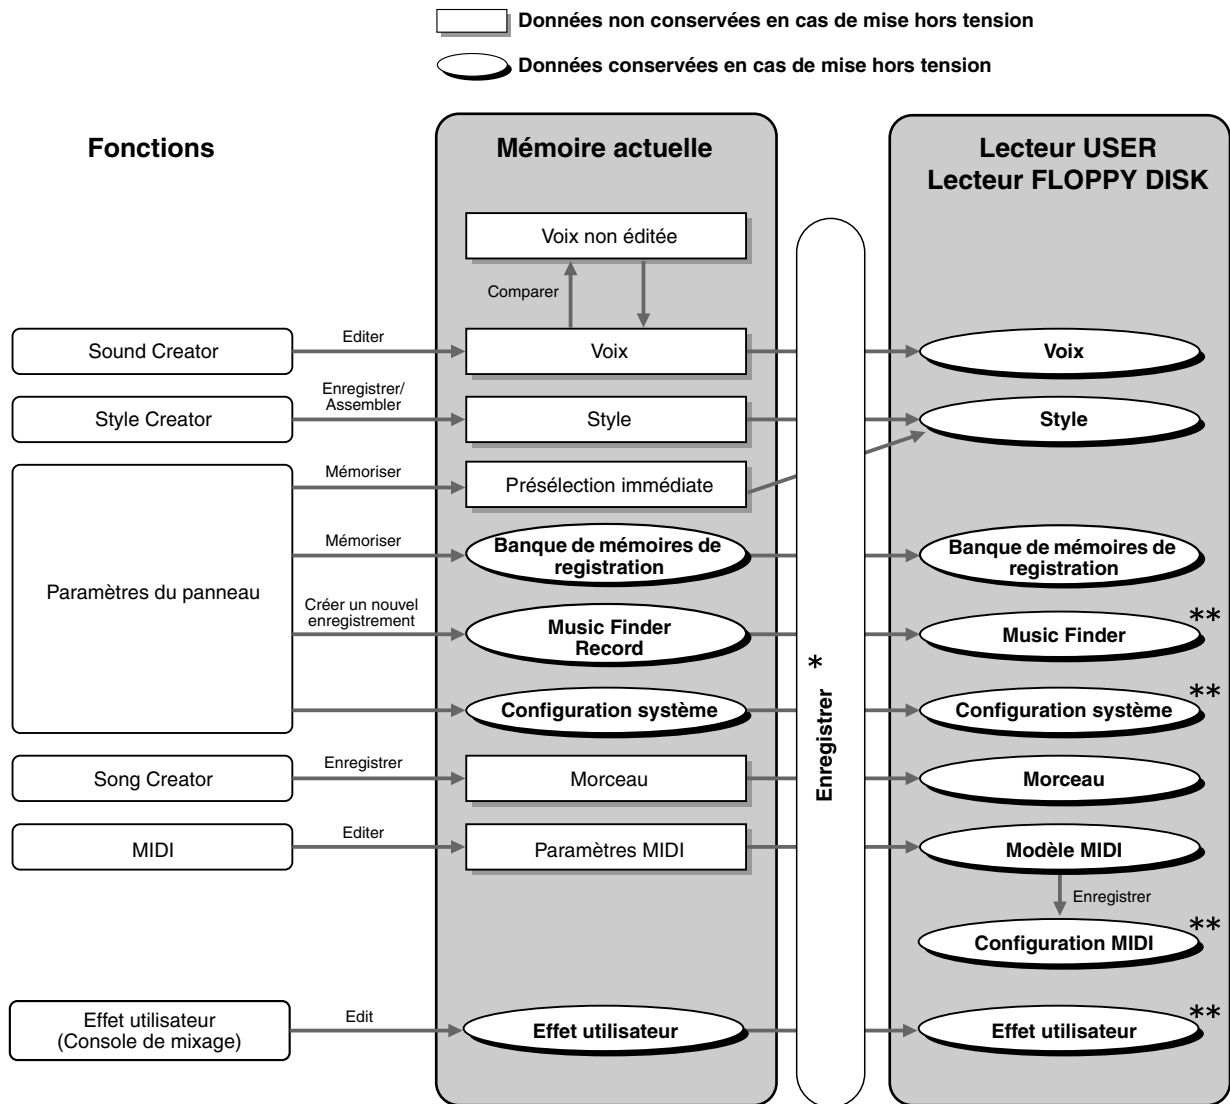 Données non conservées en cas de mise hors tension
Données conservées en cas de mise hors tension
Fonctions
Mémoire actuelle
Lecteur USER
Lecteur FLOPPY DISK
Voix non éditée
Comparer
Sound Creator
Editer
Voix
Voix
Style Creator
Enregistrer/
Assembler
Style
Style
Mémoriser
Présélection immédiate
Paramètres du panneau
Mémoriser
Banque de mémoires de
registration
Banque de mémoires de
registration
Créer un nouvel
enregistrement
Music Finder
Record
Music Finder
**
Configuration système
Configuration système
**
Enregistrer *
Song Creator
Enregistrer
Morceau
Morceau
MIDI
Editer
Paramètres MIDI
Modèle MIDI
Enregistrer
Configuration MIDI
**
Effet utilisateur
(Console de mixage)
Edit
Effet utilisateur
Effet utilisateur
**